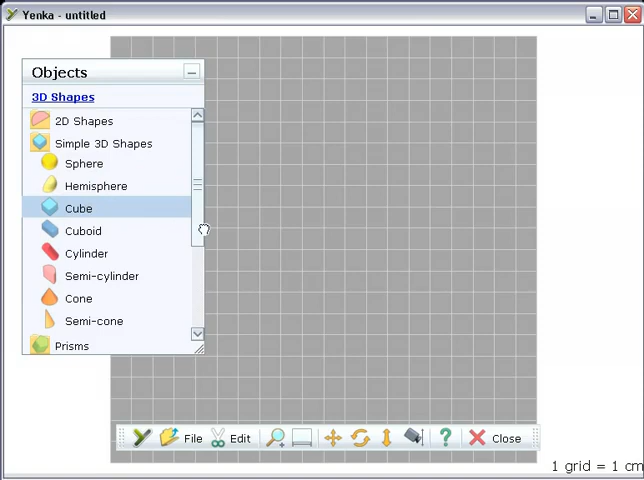 Yenka - untitled
Objects
3D Shapes
2D Shapes
Simple 3D Shapes
Sphere
Hemisphere
Cube
Cuboid
Cylinder
Semi-cylinder
Cone
Semi-cone
Prisms
File Edit ? Close
1 grid = 1 cm